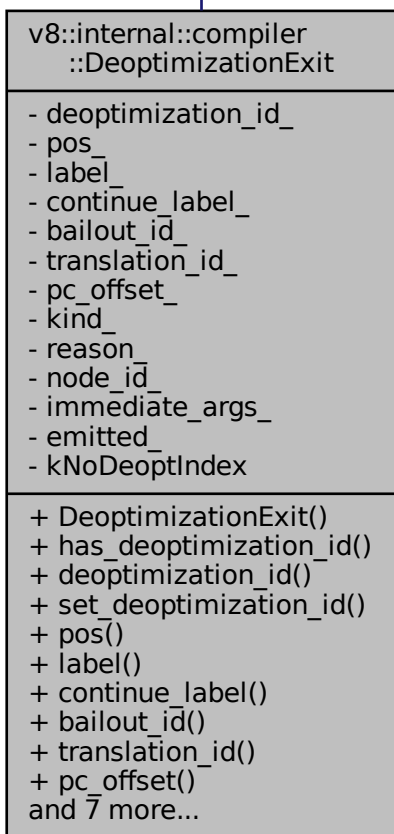 v8::internal::compiler
::DeoptimizationExit
- deoptimization_id_
- pos_
- label_
- continue_label_
- bailout_id_
- translation_id_
- pc_offset_
- kind_
- reason_
- node_id_
- immediate_args_
- emitted_
- kNoDeoptIndex
+ DeoptimizationExit()
+ has_deoptimization_id()
+ deoptimization_id()
+ set_deoptimization_id()
+ pos()
+ label()
+ continue_label()
+ bailout_id()
+ translation_id()
+ pc_offset()
and 7 more...